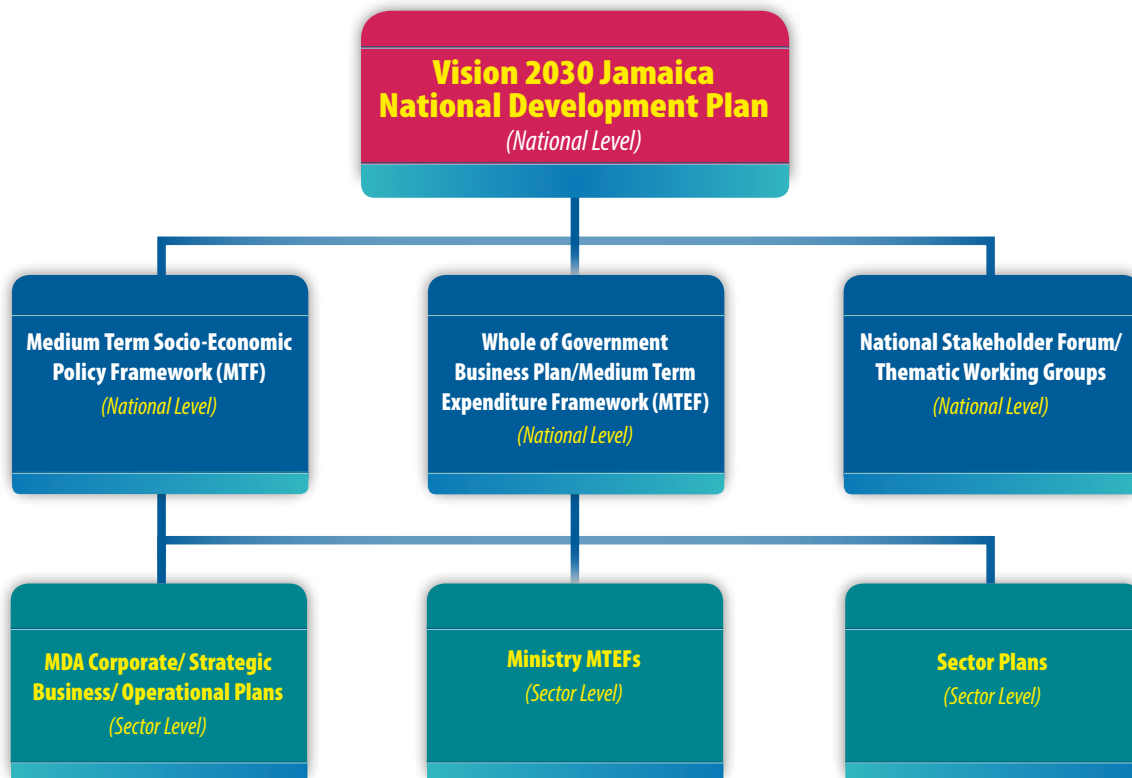 Vision 2030 Jamaica
National Development Plan
(National Level)
Medium Term Socio-Economic
Policy Framework (MTF)
(National Level)
Whole of Government
Business Plan/Medium Term
Expenditure Framework (MTEF)
(National Level)
National Stakeholder Forum/
Thematic Working Groups
(National Level)
MDA Corporate/ Strategic
Business/ Operational Plans
(Sector Level)
Ministry MTEFs
(Sector Level)
Sector Plans
(Sector Level)